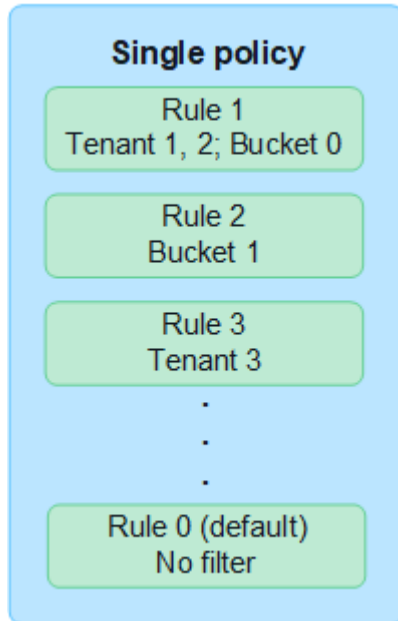 Single policy
Rule 1
Tenant 1, 2; Bucket 0
Rule 2
Bucket 1
Rule 3
Tenant 3
.
.
.
Rule 0 (default)
No filter